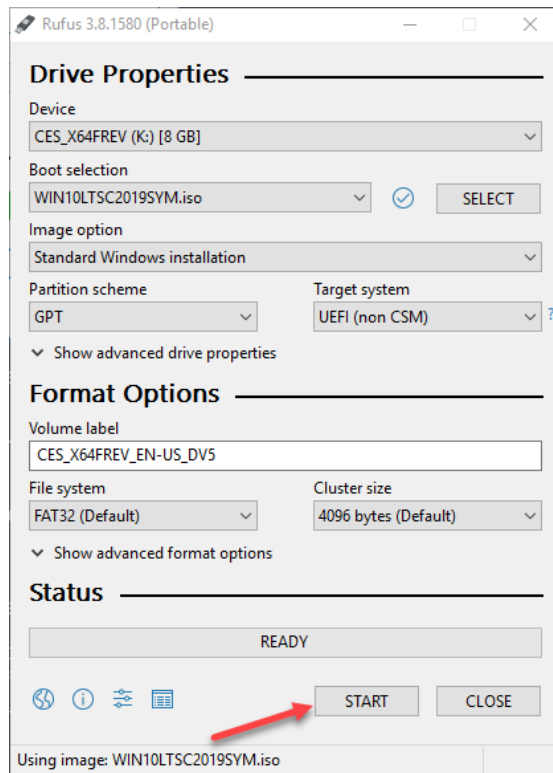 Rufus 3.8.1580 (Portable)
Drive Properties
Device
CES_X64FREV (K:) [8 GB]
Boot selection
WIN10LTSC2019SYM.iso
SELECT
Image option
Standard Windows installation
Partition scheme Target system
GPT UEFI (non CSM) ?
Show advanced drive properties
Format Options
Volume label
CES_X64FREV_EN-US_DV5
File system Cluster size
FAT32 (Default) 4096 bytes (Default)
Show advanced format options
Status
READY
START CLOSE
Using image: WIN10LTSC2019SYM.iso